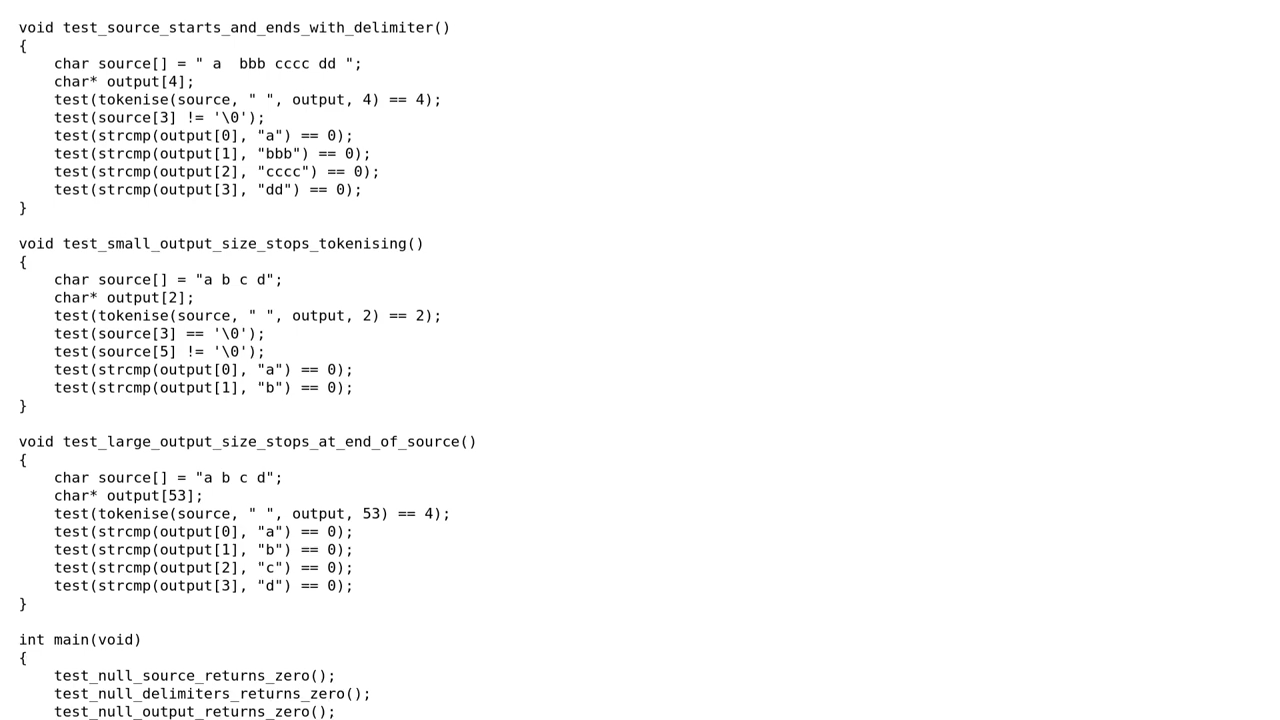 void test_source_starts_and_ends_with_delimiter()
{
    char source[] = " a  bbb cccc dd ";
    char* output[4];
    test(tokenise(source, " ", output, 4) == 4);
    test(source[3] != '\0');
    test(strcmp(output[0], "a") == 0);
    test(strcmp(output[1], "bbb") == 0);
    test(strcmp(output[2], "cccc") == 0);
    test(strcmp(output[3], "dd") == 0);
}

void test_small_output_size_stops_tokenising()
{
    char source[] = "a b c d";
    char* output[2];
    test(tokenise(source, " ", output, 2) == 2);
    test(source[3] == '\0');
    test(source[5] != '\0');
    test(strcmp(output[0], "a") == 0);
    test(strcmp(output[1], "b") == 0);
}

void test_large_output_size_stops_at_end_of_source()
{
    char source[] = "a b c d";
    char* output[53];
    test(tokenise(source, " ", output, 53) == 4);
    test(strcmp(output[0], "a") == 0);
    test(strcmp(output[1], "b") == 0);
    test(strcmp(output[2], "c") == 0);
    test(strcmp(output[3], "d") == 0);
}

int main(void)
{
    test_null_source_returns_zero();
    test_null_delimiters_returns_zero();
    test_null_output_returns_zero();